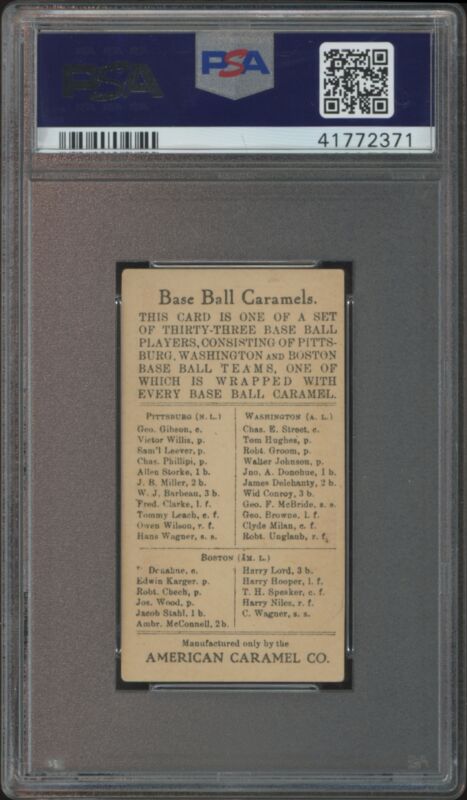 PSA
PSA
41772371
Base Ball Caramels.
THIS CARD IS ONE OF A SET
OF THIRTY-THREE BASE BALL
PLAYERS, CONSISTING OF PITTS-
BURG, WASHINGTON AND BOSTON
BASE BALL TEAMS, ONE OF
WHICH IS WRAPPED WITH
EVERY BASE BALL CARAMEL.
PITTSBURG (N. L.)
Geo. Gibson, c.
Victor Willis, p.
Sam'l Leever, p.
Chas. Phillipi, p.
Allen Storke, 1 b.
J. B. Miller, 2 b.
W. J. Barbeau, 3 b.
Fred. Clarke, l. f.
Tommy Leach, c. f.
Owen Wilson, r. f.
Hans Wagner, s. s.
WASHINGTON (A. L.)
Chas. E. Street, c.
Tom Hughes, p.
Robt. Groom, p.
Walter Johnson, p.
Jno. A. Donohue, 1 b.
James Delehanty, 2 b.
Wid Conroy, 3 b.
Geo. F. McBride, s. s.
Geo. Browne, l. f.
Clyde Milan, c. f.
Robt. Unglaub, r. f.
BOSTON (AM. L.)
Donahue, c.
Edwin Karger. p.
Robt. Chech, p.
Jos. Wood, p.
Jacob Stahl, 1 b.
Ambr. McConnell, 2 b.
Harry Lord, 3 b.
Harry Hooper, l. f.
T. H. Speaker, c. f.
Harry Niles, r. f.
C. Wagner, s. s.
Manufactured only by the
AMERICAN CARAMEL CO.